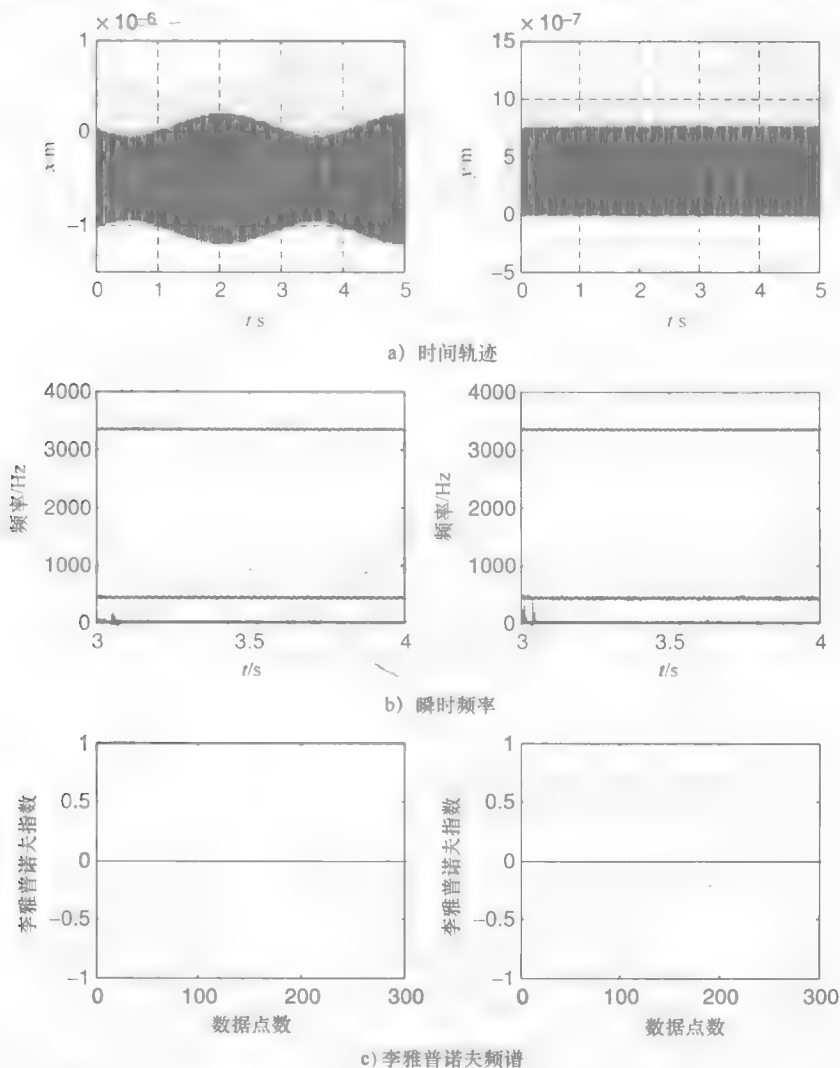 × 10⁻⁶
1
0
−1
0 1 2 3 4 5
x m
t s
× 10⁻⁷
15
10
5
0
−5
0 1 2 3 4 5
y m
t s
a) 时间轨迹
4000
3000
2000
1000
0
3 3.5 4
频率/Hz
t/s
4000
3000
2000
1000
0
3 3.5 4
频率/Hz
t/s
b) 瞬时频率
1
0.5
0
−0.5
−1
0 100 200 300
李雅普诺夫指数
数据点数
1
0.5
0
−0.5
−1
0 100 200 300
李雅普诺夫指数
数据点数
c) 李雅普诺夫频谱